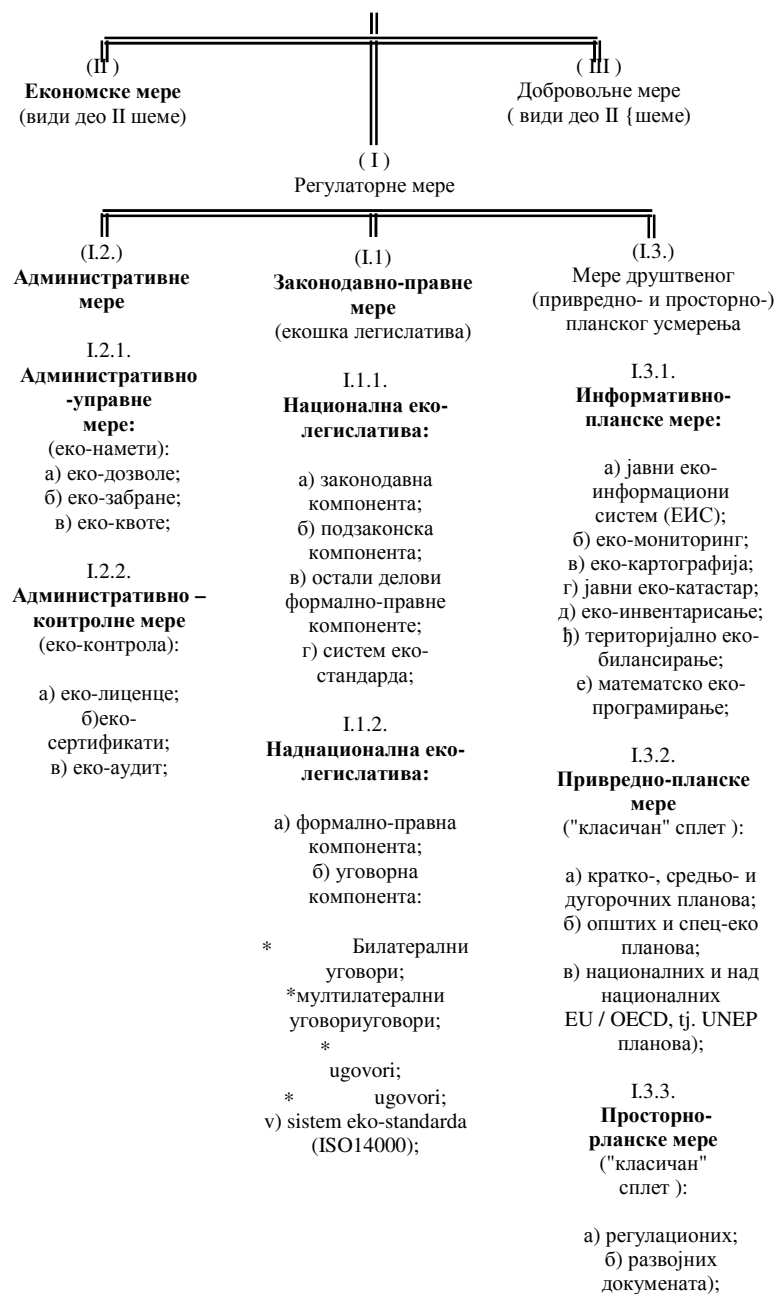 (II )
Економске мере
(види део II шеме)
( III )
Добровољне мере
( види део II {шеме)
( I )
Регулаторне мере
(I.2.)
Административне
мере
I.2.1.
Административно
-управне
мере:
(еко-намети):
а) еко-дозволе;
б) еко-забране;
в) еко-квоте;
I.2.2.
Административно –
контролне мере
(еко-контрола):
а) еко-лиценце;
б)еко-
сертификати;
в) еко-аудит;
(I.1)
Законодавно-правне
мере
(екошка легислатива)
I.1.1.
Национална еко-
легислатива:
а) законодавна
компонента;
б) подзаконска
компонента;
в) остали делови
формално-правне
компоненте;
г) систем еко-
стандарда;
I.1.2.
Наднационална еко-
легислатива:
а) формално-правна
компонента;
б) уговорна
компонента:
* Билатерални
уговори;
*мултилатерални
уговориуговори;
*
ugovori;
* ugovori;
v) sistem eko-standarda
(ISO14000);
(I.3.)
Мере друштвеног
(привредно- и просторно-)
планског усмерења
I.3.1.
Информативно-
планске мере:
а) јавни еко-
информациони
систем (ЕИС);
б) еко-мониторинг;
в) еко-картографија;
г) јавни еко-катастар;
д) еко-инвентарисање;
ђ) територијално еко-
билансирање;
е) математско еко-
програмирање;
I.3.2.
Привредно-планске
мере
("класичан" сплет ):
а) кратко-, средњо- и
дугорочних планова;
б) општих и спец-еко
планова;
в) националних и над
националних
EU / OECD, tj. UNEP
планова);
I.3.3.
Просторно-
рланске мере
("класичан"
сплет ):
а) регулационих;
б) развојних
докумената);